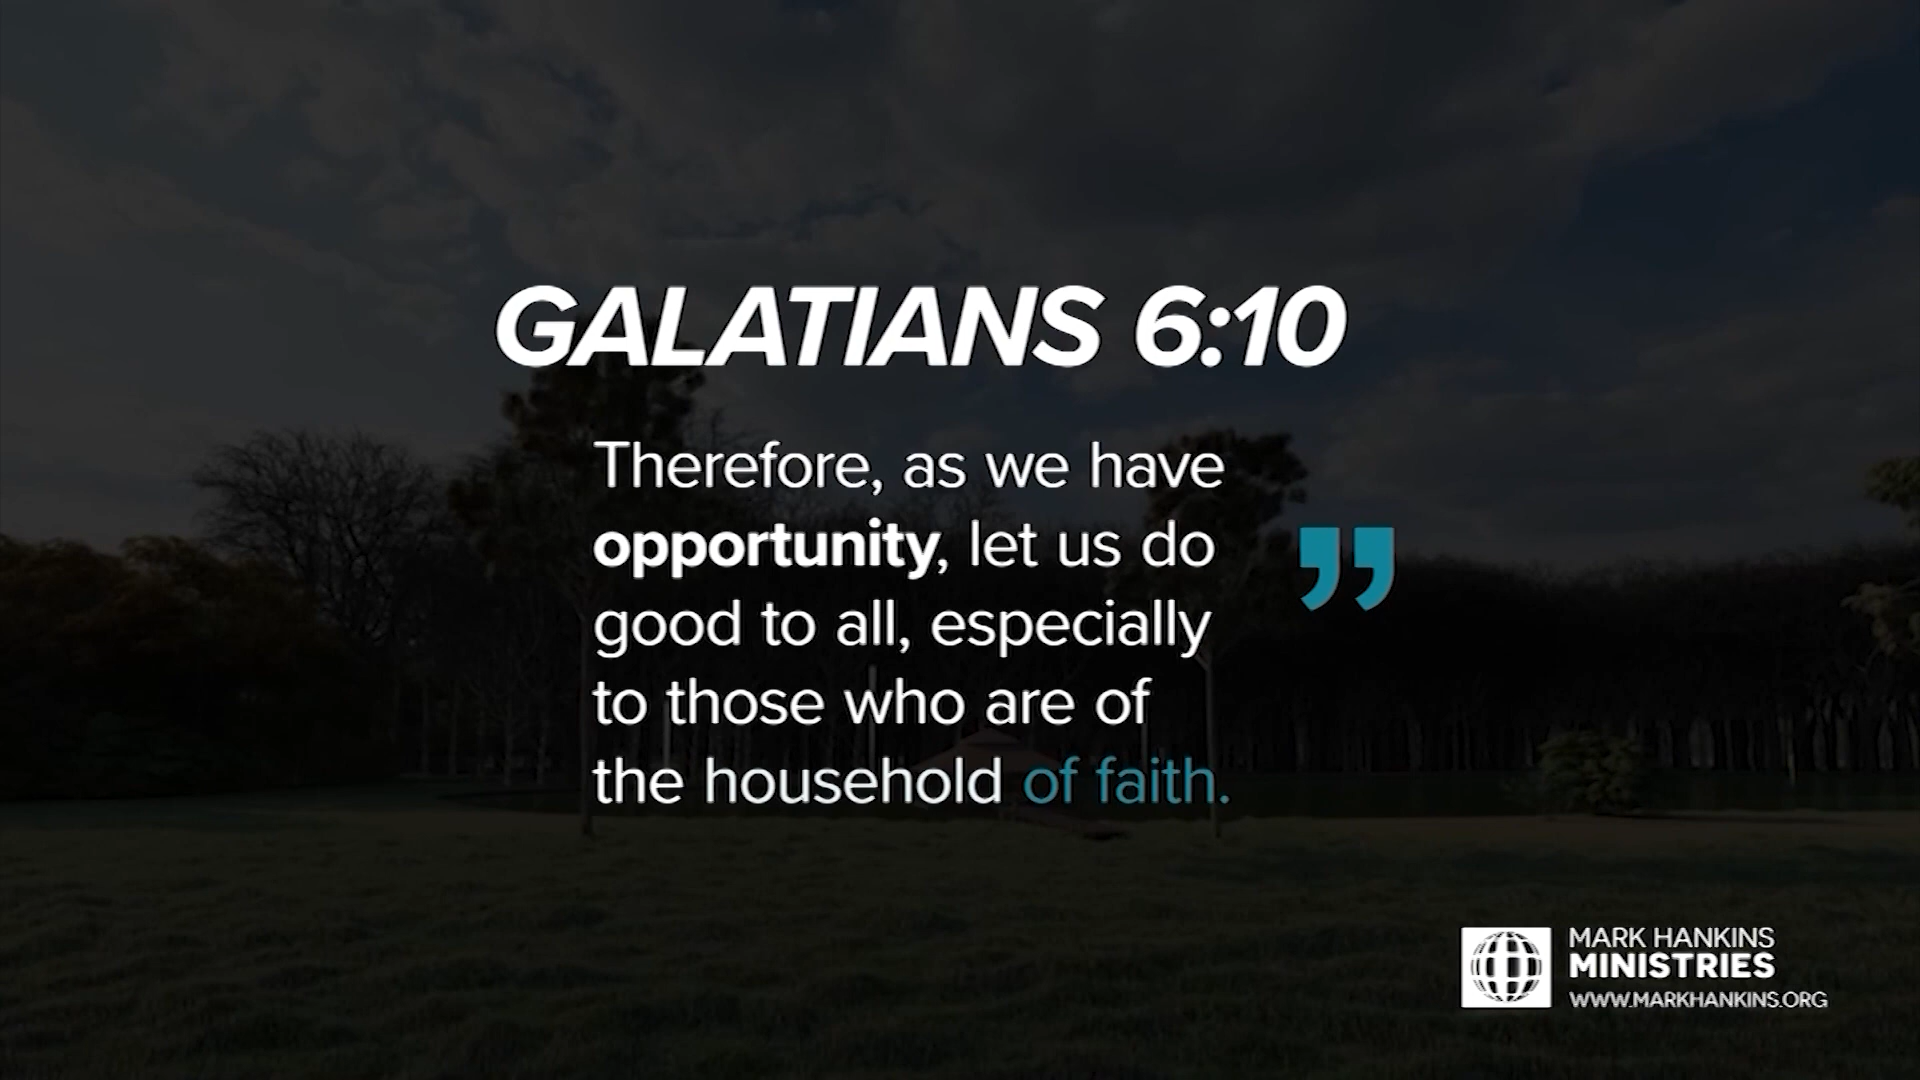 GALATIANS 6:10
Therefore, as we have
opportunity, let us do
good to all, especially
to those who are of
the household of faith.
”
MARK HANKINS
MINISTRIES
WWW.MARKHANKINS.ORG